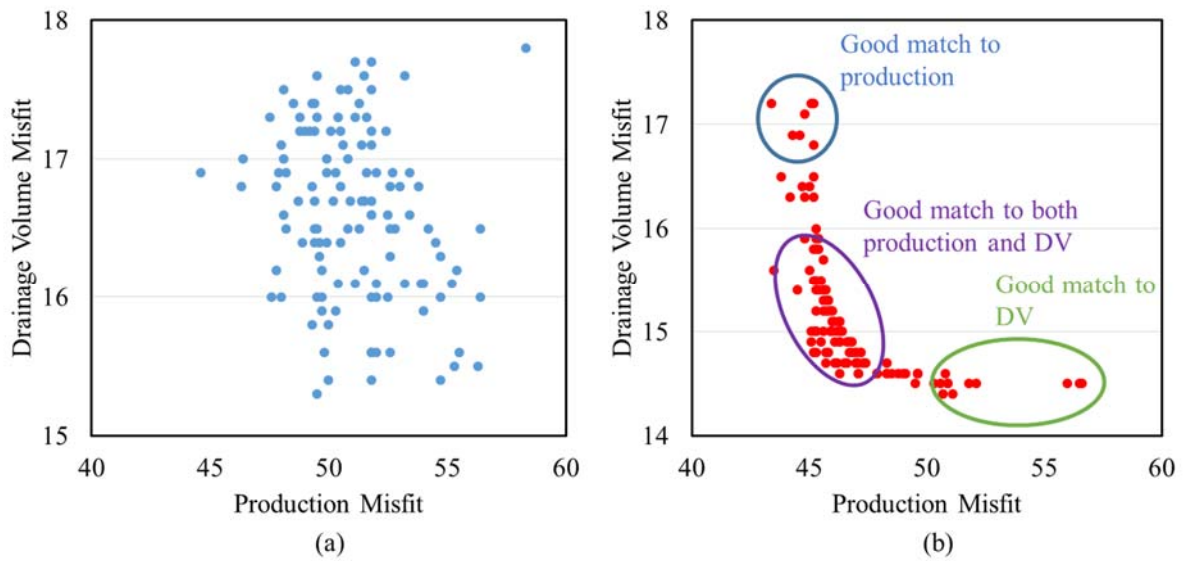 18
17
16
15
40
45
50
55
60
Drainage Volume Misfit
Production Misfit
(a)
18
17
16
15
14
40
45
50
55
60
Drainage Volume Misfit
Production Misfit
Good match to
production
Good match to both
production and DV
Good match to
DV
(b)